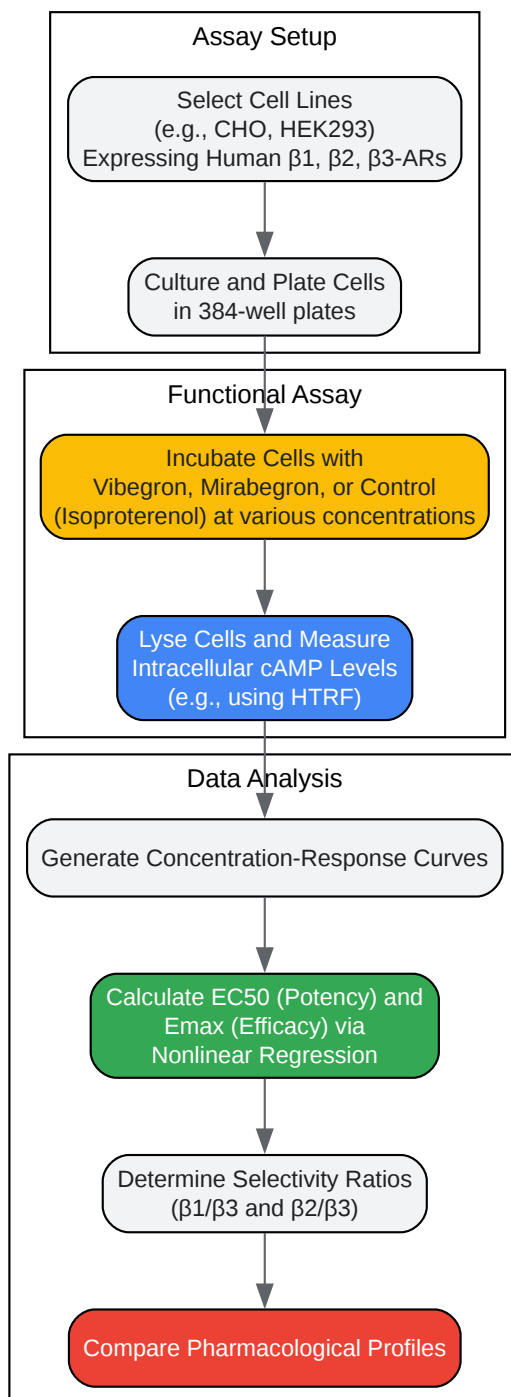 Assay Setup
Select Cell Lines
(e.g., CHO, HEK293)
Expressing Human β1, β2, β3-ARs
Culture and Plate Cells
in 384-well plates
Functional Assay
Incubate Cells with
Vibegron, Mirabegron, or Control
(Isoproterenol) at various concentrations
Lyse Cells and Measure
Intracellular cAMP Levels
(e.g., using HTRF)
Data Analysis
Generate Concentration-Response Curves
Calculate EC50 (Potency) and
Emax (Efficacy) via
Nonlinear Regression
Determine Selectivity Ratios
(β1/β3 and β2/β3)
Compare Pharmacological Profiles